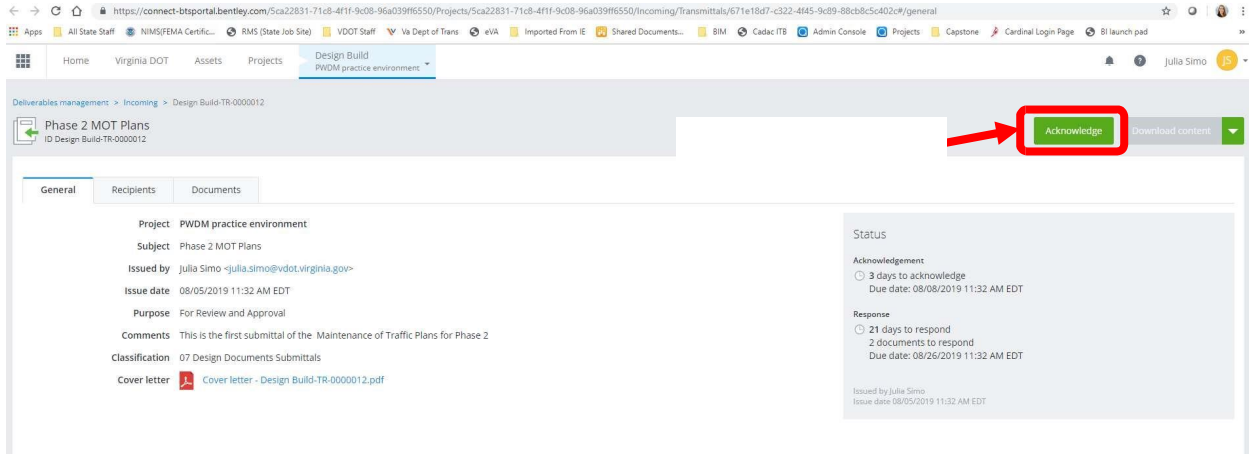 https://connect-btsportal.bentley.com/5ca22831-71c8-4f1f-9c08-96a039ff6550/Projects/5ca22831-71c8-4f1f-9c08-96a039ff6550/Incoming/Transmittals/671e18d7-c322-4f45-9c89-88cb8c5c402c#/general
Apps All State Staff NIMS(FEMA Certific... RMS (State Job Site) VDOT Staff Va Dept of Trans eVA Imported From IE Shared Documents... BIM Cadac ITB Admin Console Projects Capstone Cardinal Login Page BI launch pad »
Home Virginia DOT Assets Projects Design Build Julia Simo JS
PWDM practice environment
Deliverables management > Incoming > Design Build-TR-0000012
Phase 2 MOT Plans Acknowledge Download content
ID Design Build-TR-0000012
General Recipients Documents
Project PWDM practice environment
Subject Phase 2 MOT Plans
Issued by Julia Simo <julia.simo@vdot.virginia.gov>
Issue date 08/05/2019 11:32 AM EDT
Purpose For Review and Approval
Comments This is the first submittal of the Maintenance of Traffic Plans for Phase 2
Classification 07 Design Documents Submittals
Cover letter Cover letter - Design Build-TR-0000012.pdf
Status
Acknowledgement
3 days to acknowledge
Due date: 08/08/2019 11:32 AM EDT
Response
21 days to respond
2 documents to respond
Due date: 08/26/2019 11:32 AM EDT
Issued by Julia Simo
Issue date 08/05/2019 11:32 AM EDT